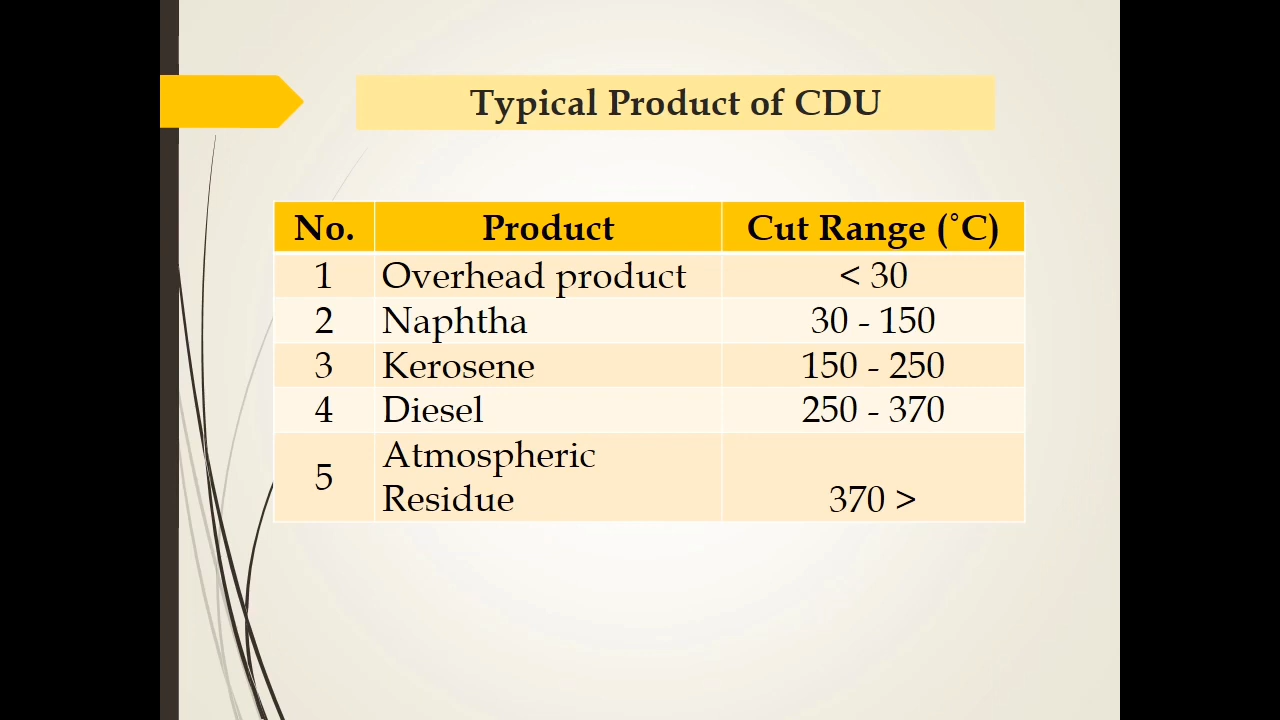 Typical Product of CDU
No. Product Cut Range (˚C)
1 Overhead product < 30
2 Naphtha 30 - 150
3 Kerosene 150 - 250
4 Diesel 250 - 370
5 Atmospheric
Residue 370 >